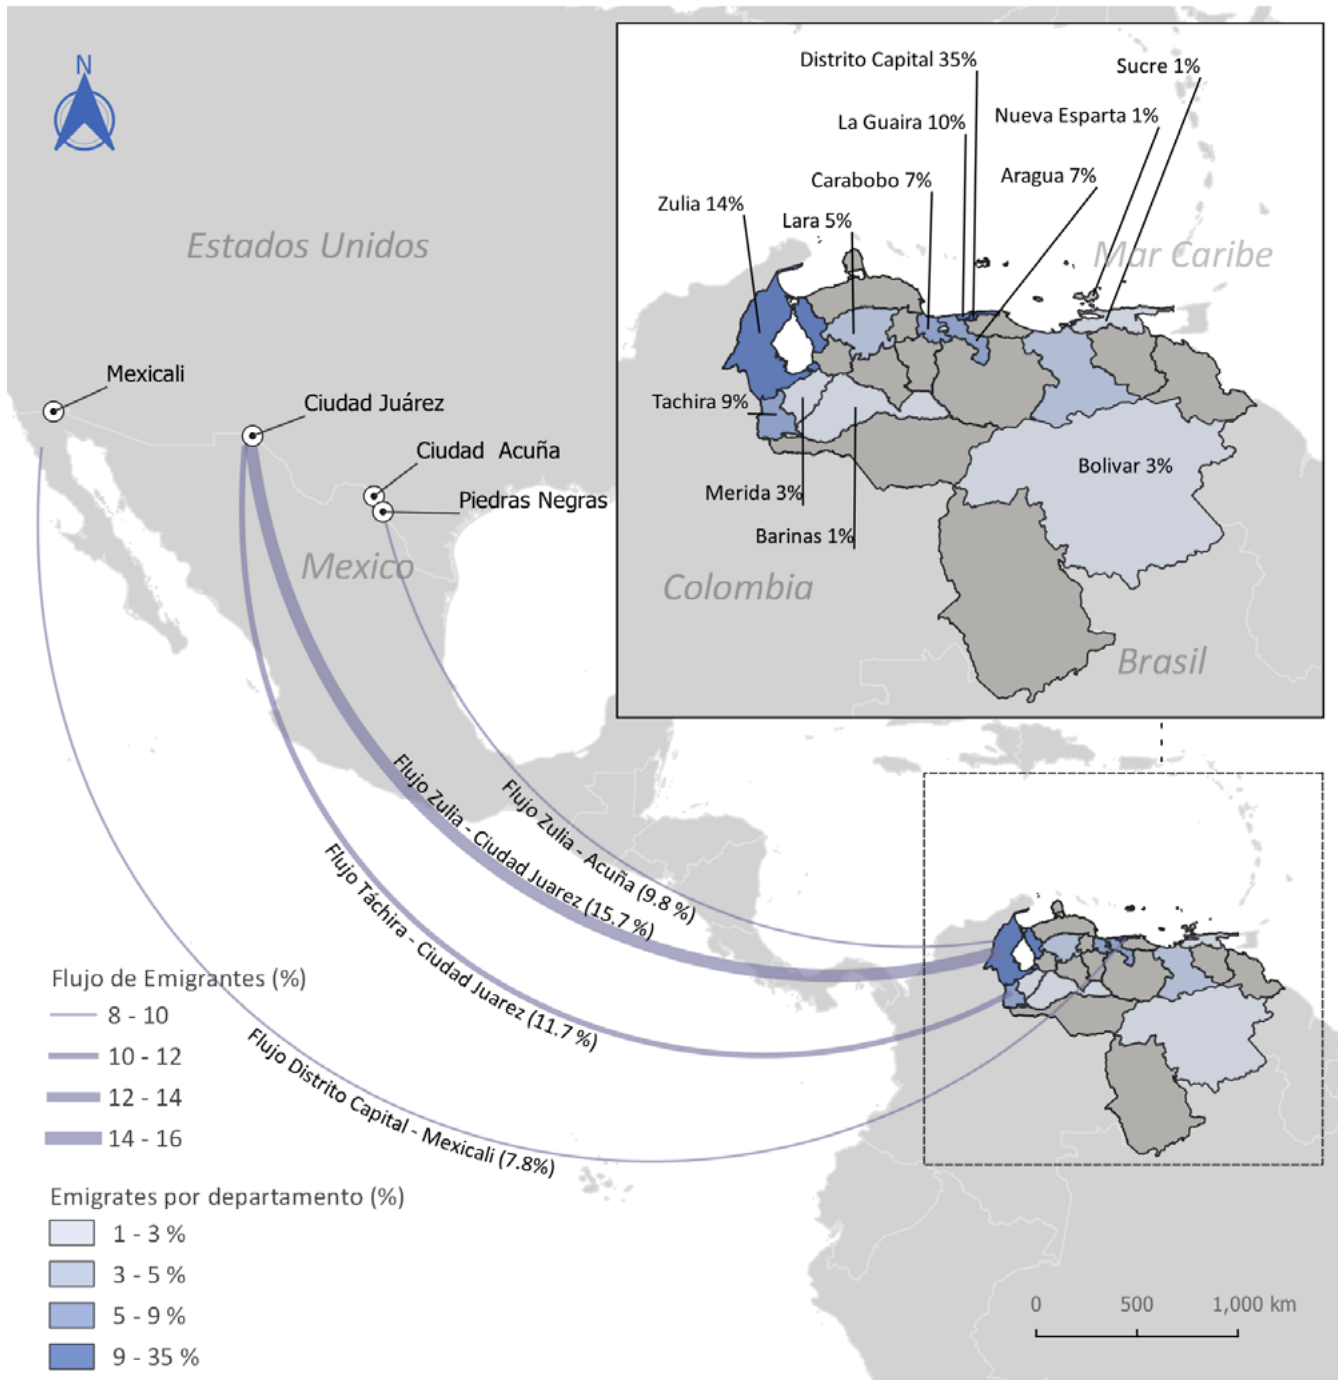 N
Distrito Capital 35%
Sucre 1%
La Guaira 10%
Nueva Esparta 1%
Carabobo 7%
Aragua 7%
Zulia 14%
Lara 5%
Estados Unidos
Mar Caribe
Mexicali
Ciudad Juárez
Tachira 9%
Ciudad Acuña
Bolivar 3%
Piedras Negras
Merida 3%
Barinas 1%
Mexico
Colombia
Brasil
Flujo Zulia - Acuña (9.8 %)
Flujo Zulia - Ciudad Juarez (15.7 %)
Flujo Táchira - Ciudad Juarez (11.7 %)
Flujo Distrito Capital - Mexicali (7.8%)
Flujo de Emigrantes (%)
8 - 10
10 - 12
12 - 14
14 - 16
Emigrates por departamento (%)
1 - 3 %
3 - 5 %
5 - 9 %
9 - 35 %
0 500 1,000 km